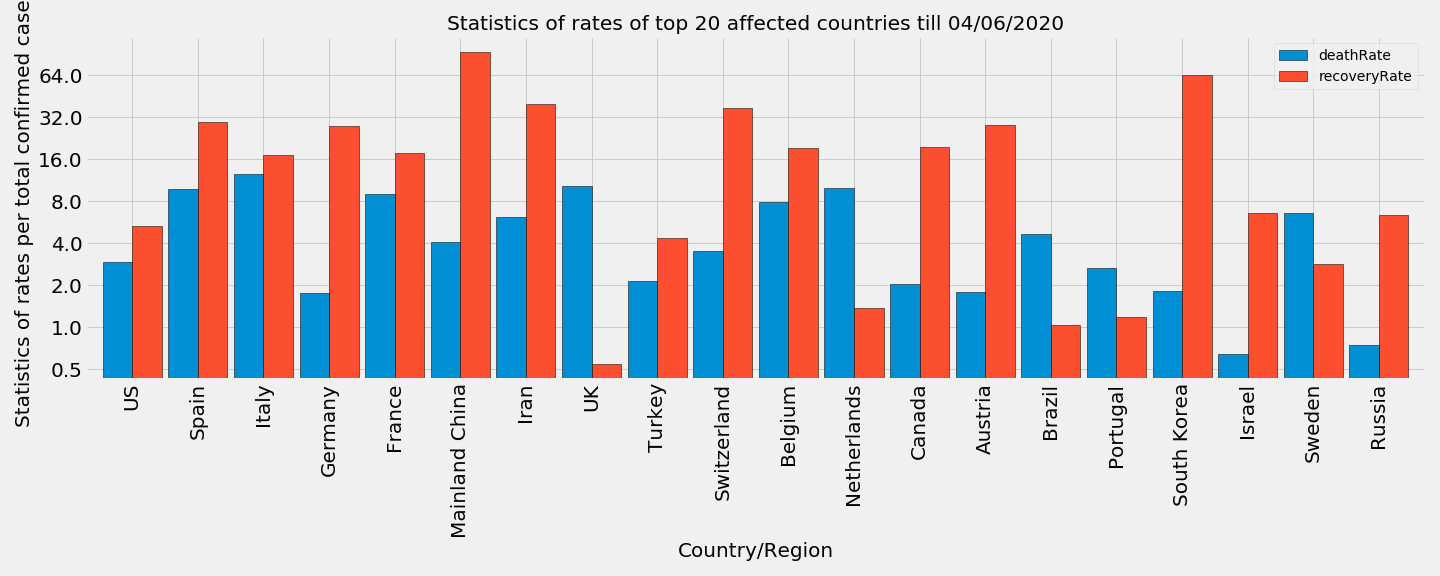 Statistics of rates of top 20 affected countries till 04/06/2020
Statistics of rates per total confirmed case
64.0
32.0
16.0
8.0
4.0
2.0
1.0
0.5
deathRate
recoveryRate
US
Spain
Italy
Germany
France
Mainland China
Iran
UK
Turkey
Switzerland
Belgium
Netherlands
Canada
Austria
Brazil
Portugal
South Korea
Israel
Sweden
Russia
Country/Region